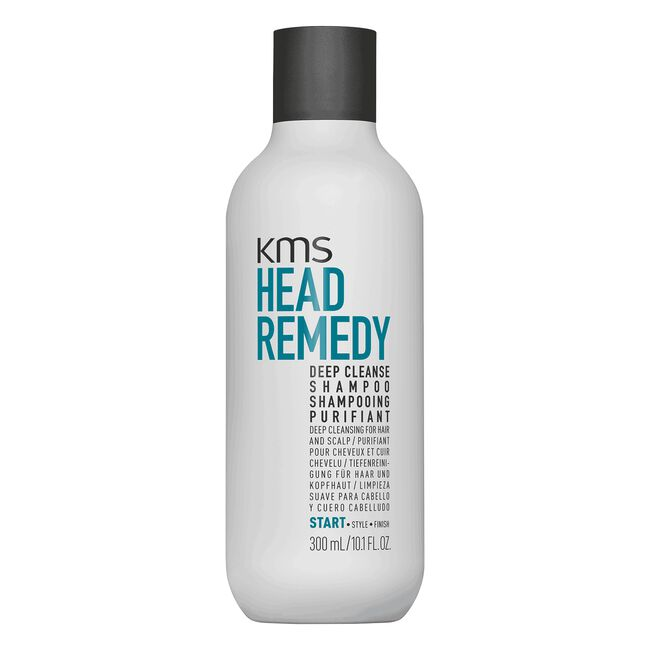 KMS
HEAD
REMEDY
DEEP CLEANSE
SHAMPOO
SHAMPOOING
PURIFIANT
DEEP CLEANSING FOR HAIR
AND SCALP / PURIFIANT
POUR CHEVEUX ET CUIR
CHEVELU / TIEFENREINI-
GUNG FÜR HAAR UND
KOPFHAUT / LIMPIEZA
SUAVE PARA CABELLO
Y CUERO CABELLUDO
START • STYLE • FINISH
300 mL/10.1 FL.OZ.